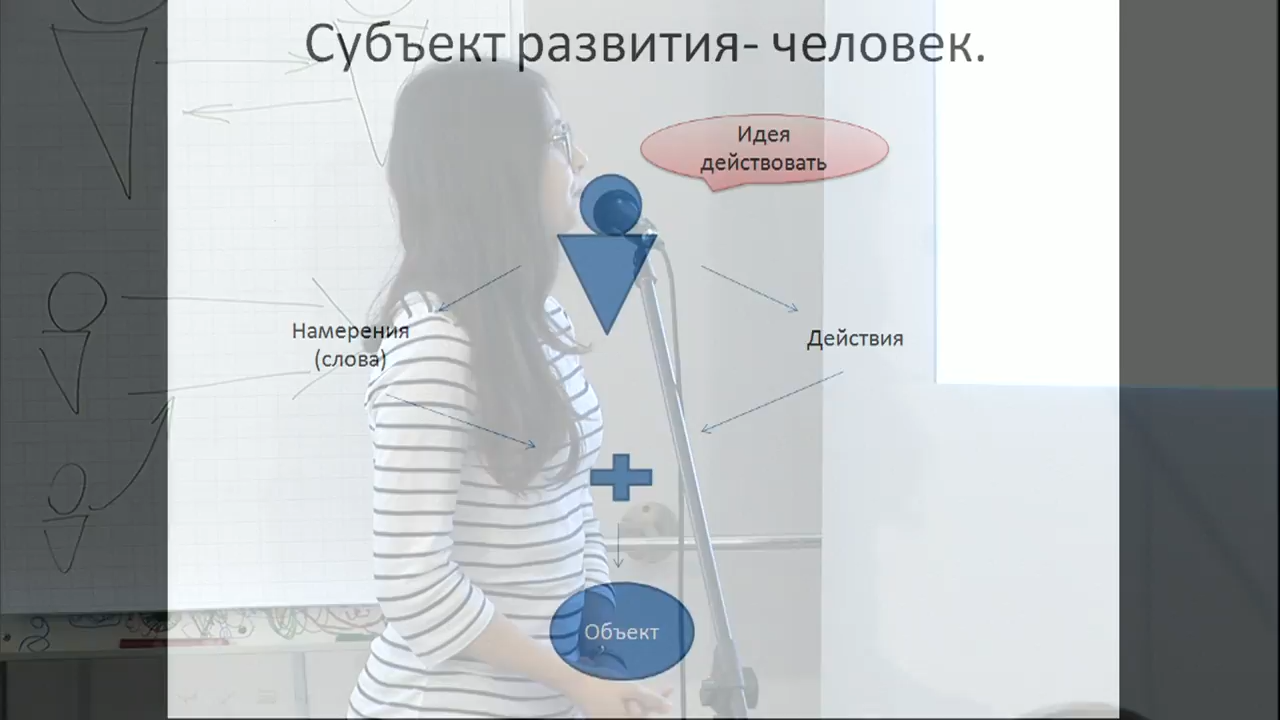 Субъект развития- человек.
Идея
действовать
Намерения
(слова)
Действия
Объект